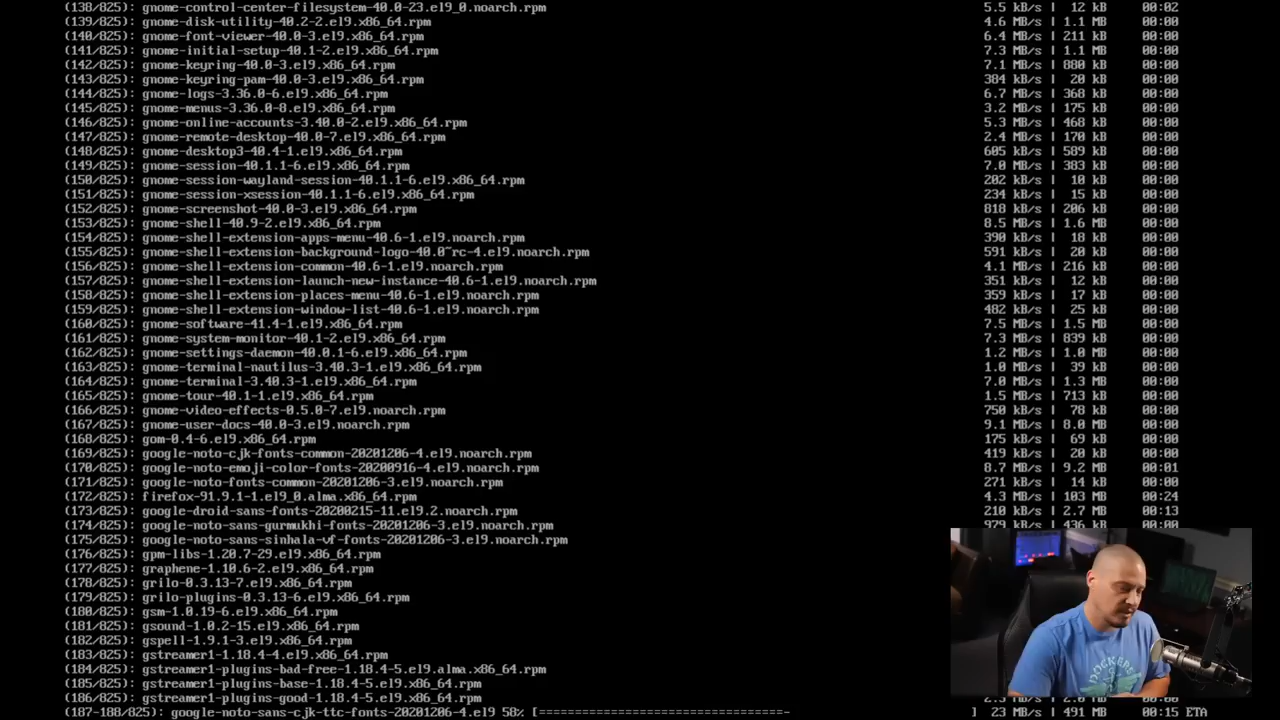 (138/825): gnome-control-center-filesystem-40.0-23.el9_0.noarch.rpm 5.5 kB/s | 12 kB 00:02
(139/825): gnome-disk-utility-40.2-2.el9.x86_64.rpm 4.6 MB/s | 1.1 MB 00:00
(140/825): gnome-font-viewer-40.0-3.el9.x86_64.rpm 6.4 MB/s | 211 kB 00:00
(141/825): gnome-initial-setup-40.1-2.el9.x86_64.rpm 7.3 MB/s | 1.1 MB 00:00
(142/825): gnome-keyring-40.0-3.el9.x86_64.rpm 7.1 MB/s | 880 kB 00:00
(143/825): gnome-keyring-pam-40.0-3.el9.x86_64.rpm 384 kB/s | 20 kB 00:00
(144/825): gnome-logs-3.36.0-6.el9.x86_64.rpm 6.7 MB/s | 368 kB 00:00
(145/825): gnome-menus-3.36.0-8.el9.x86_64.rpm 3.2 MB/s | 175 kB 00:00
(146/825): gnome-online-accounts-3.40.0-2.el9.x86_64.rpm 5.3 MB/s | 468 kB 00:00
(147/825): gnome-remote-desktop-40.0-7.el9.x86_64.rpm 2.4 MB/s | 170 kB 00:00
(148/825): gnome-desktop3-40.4-1.el9.x86_64.rpm 605 kB/s | 589 kB 00:00
(149/825): gnome-session-40.1.1-6.el9.x86_64.rpm 7.0 MB/s | 383 kB 00:00
(150/825): gnome-session-wayland-session-40.1.1-6.el9.x86_64.rpm 202 kB/s | 10 kB 00:00
(151/825): gnome-session-xsession-40.1.1-6.el9.x86_64.rpm 234 kB/s | 15 kB 00:00
(152/825): gnome-screenshot-40.0-3.el9.x86_64.rpm 818 kB/s | 206 kB 00:00
(153/825): gnome-shell-40.9-2.el9.x86_64.rpm 8.5 MB/s | 1.6 MB 00:00
(154/825): gnome-shell-extension-apps-menu-40.6-1.el9.noarch.rpm 390 kB/s | 18 kB 00:00
(155/825): gnome-shell-extension-background-logo-40.0~rc-4.el9.noarch.rpm 591 kB/s | 20 kB 00:00
(156/825): gnome-shell-extension-common-40.6-1.el9.noarch.rpm 4.1 MB/s | 216 kB 00:00
(157/825): gnome-shell-extension-launch-new-instance-40.6-1.el9.noarch.rpm 351 kB/s | 12 kB 00:00
(158/825): gnome-shell-extension-places-menu-40.6-1.el9.noarch.rpm 359 kB/s | 17 kB 00:00
(159/825): gnome-shell-extension-window-list-40.6-1.el9.noarch.rpm 482 kB/s | 25 kB 00:00
(160/825): gnome-software-41.4-1.el9.x86_64.rpm 7.5 MB/s | 1.5 MB 00:00
(161/825): gnome-system-monitor-40.1-2.el9.x86_64.rpm 7.3 MB/s | 839 kB 00:00
(162/825): gnome-settings-daemon-40.0.1-6.el9.x86_64.rpm 1.2 MB/s | 1.0 MB 00:00
(163/825): gnome-terminal-nautilus-3.40.3-1.el9.x86_64.rpm 1.0 MB/s | 39 kB 00:00
(164/825): gnome-terminal-3.40.3-1.el9.x86_64.rpm 7.0 MB/s | 1.3 MB 00:00
(165/825): gnome-tour-40.1-1.el9.x86_64.rpm 1.5 MB/s | 713 kB 00:00
(166/825): gnome-video-effects-0.5.0-7.el9.noarch.rpm 750 kB/s | 78 kB 00:00
(167/825): gnome-user-docs-40.0-3.el9.noarch.rpm 9.1 MB/s | 8.0 MB 00:00
(168/825): gom-0.4-6.el9.x86_64.rpm 175 kB/s | 69 kB 00:00
(169/825): google-noto-cjk-fonts-common-20201206-4.el9.noarch.rpm 419 kB/s | 20 kB 00:00
(170/825): google-noto-emoji-color-fonts-20200916-4.el9.noarch.rpm 8.7 MB/s | 9.2 MB 00:01
(171/825): google-noto-fonts-common-20201206-3.el9.noarch.rpm 271 kB/s | 14 kB 00:00
(172/825): firefox-91.9.1-1.el9_0.alma.x86_64.rpm 4.3 MB/s | 103 MB 00:24
(173/825): google-droid-sans-fonts-20200215-11.el9.2.noarch.rpm 210 kB/s | 2.7 MB 00:13
(174/825): google-noto-sans-gurmukhi-fonts-20201206-3.el9.noarch.rpm 979 kB/s | 436 kB 00:00
(175/825): google-noto-sans-sinhala-vf-fonts-20201206-3.el9.noarch.rpm
(176/825): gpm-libs-1.20.7-29.el9.x86_64.rpm
(177/825): graphene-1.10.6-2.el9.x86_64.rpm
(178/825): grilo-0.3.13-7.el9.x86_64.rpm
(179/825): grilo-plugins-0.3.13-6.el9.x86_64.rpm
(180/825): gsm-1.0.19-6.el9.x86_64.rpm
(181/825): gsound-1.0.2-15.el9.x86_64.rpm
(182/825): gspell-1.9.1-3.el9.x86_64.rpm
(183/825): gstreamer1-1.18.4-4.el9.x86_64.rpm
(184/825): gstreamer1-plugins-bad-free-1.18.4-5.el9.alma.x86_64.rpm
(185/825): gstreamer1-plugins-base-1.18.4-5.el9.x86_64.rpm
(186/825): gstreamer1-plugins-good-1.18.4-5.el9.x86_64.rpm
(187-188/825): google-noto-sans-cjk-ttc-fonts-20201206-4.el9 58% [==================================- ] 23 MB/s | 491 MB 00:15 ETA